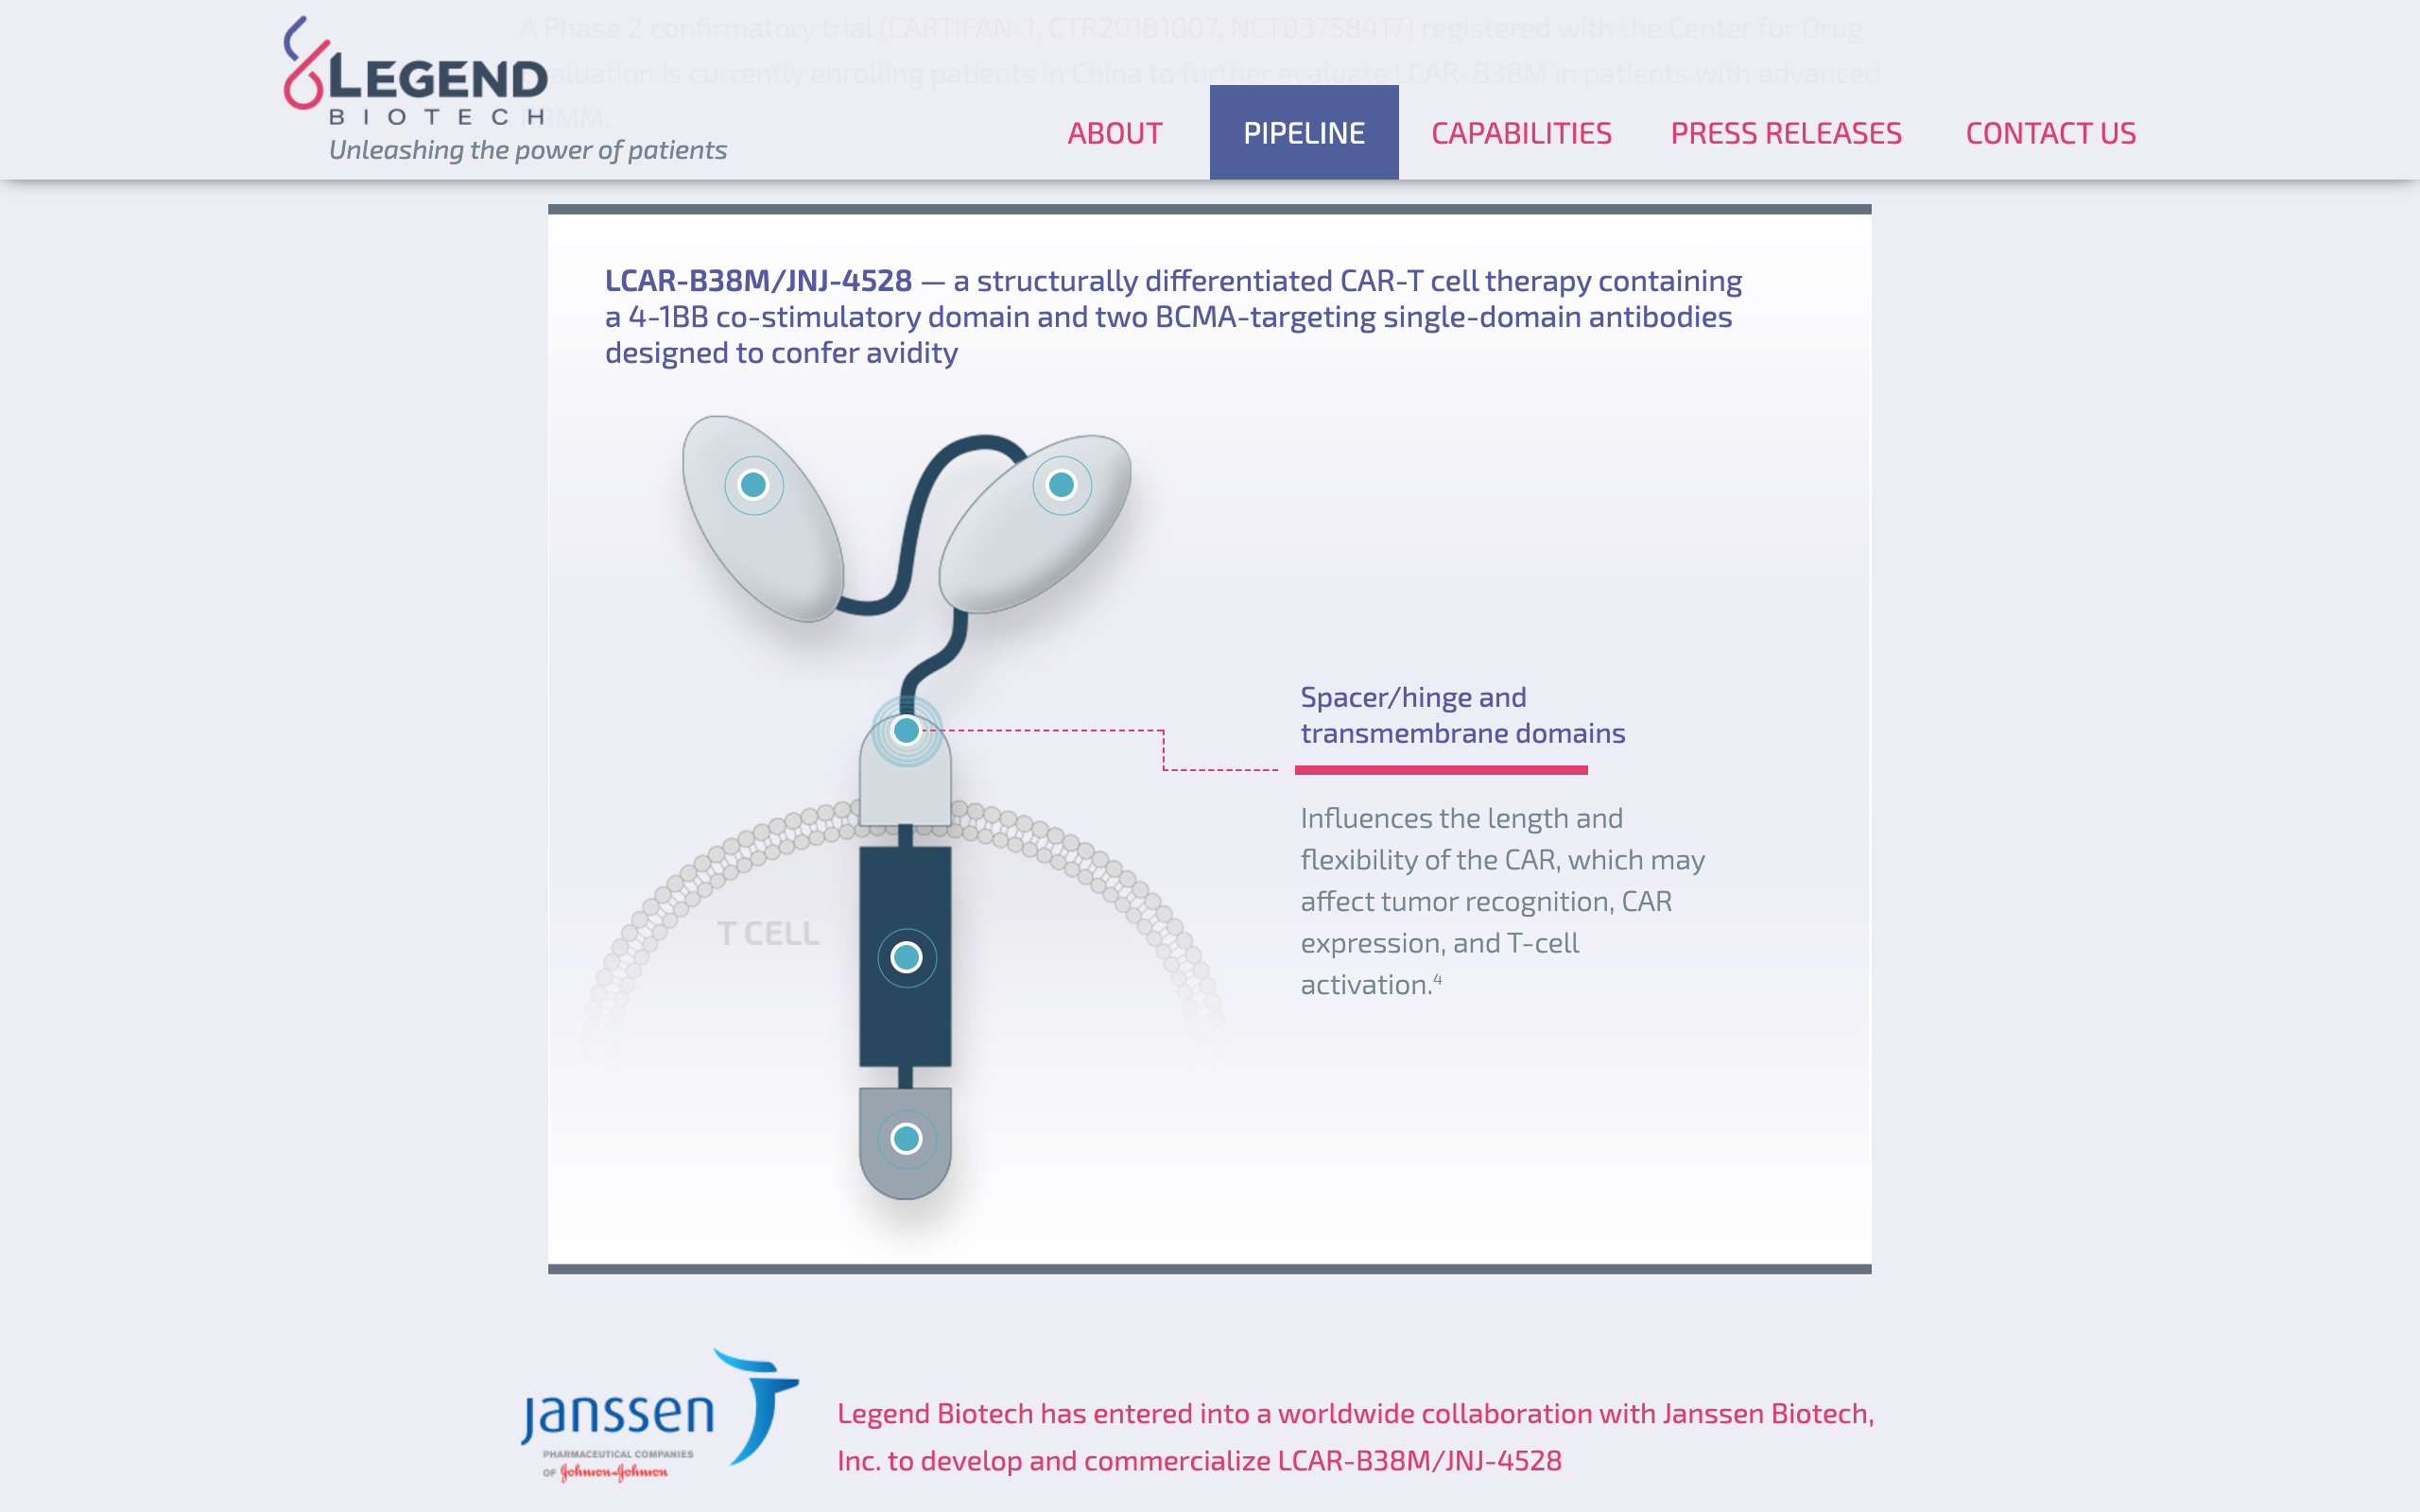 A Phase 2 confirmatory trial (CARTIFAN-1, CTR20181007, NCT03758417) registered with the Center for Drug
Evaluation is currently enrolling patients in China to further evaluate LCAR-B38M in patients with advanced
RRMM.
LEGEND
BIOTECH
Unleashing the power of patients
ABOUT
PIPELINE
CAPABILITIES
PRESS RELEASES
CONTACT US
LCAR-B38M/JNJ-4528 — a structurally differentiated CAR-T cell therapy containing
a 4-1BB co-stimulatory domain and two BCMA-targeting single-domain antibodies
designed to confer avidity
Spacer/hinge and
transmembrane domains
Influences the length and
flexibility of the CAR, which may
affect tumor recognition, CAR
expression, and T-cell
activation.⁴
T CELL
janssen
PHARMACEUTICAL COMPANIES
OF Johnson & Johnson
Legend Biotech has entered into a worldwide collaboration with Janssen Biotech,
Inc. to develop and commercialize LCAR-B38M/JNJ-4528